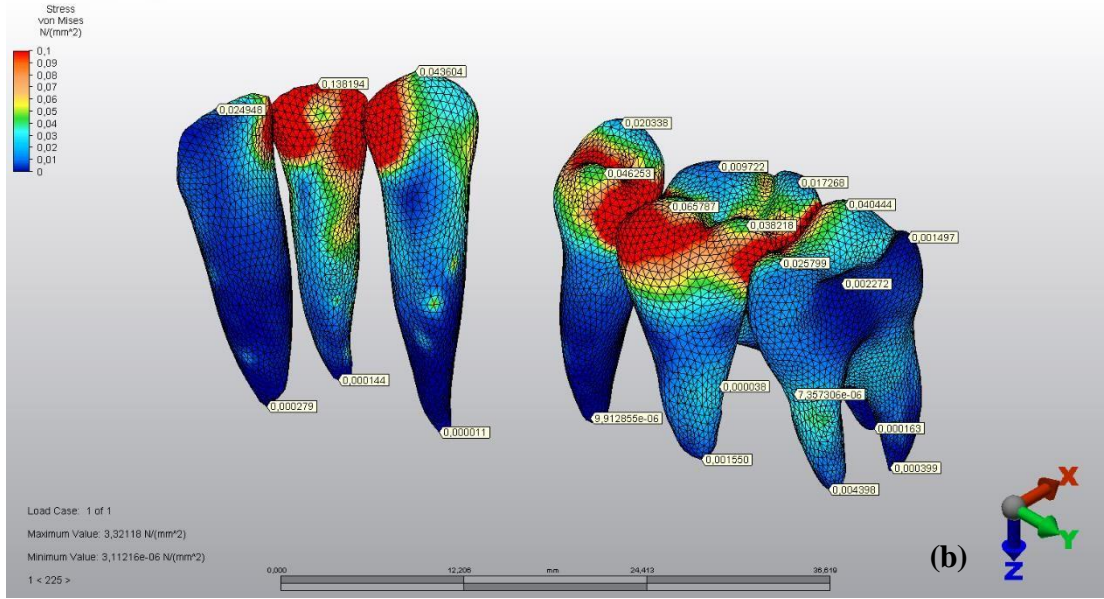 Stress
von Mises
N/(mm^2)
0,1
0,09
0,08
0,07
0,06
0,05
0,04
0,03
0,02
0,01
0
0,024948
0,138194
0,043604
0,020338
0,046253
0,009722
0,017268
0,065787
0,040444
0,038218
0,001497
0,025799
0,002272
0,000144
0,000279
0,000011
0,000038
7,357306e-06
9,912855e-06
0,000163
0,001550
0,000399
0,004398
X
Y
Z
Load Case: 1 of 1
Maximum Value: 3,32118 N/(mm^2)
Minimum Value: 3,11216e-06 N/(mm^2)
1 < 225 >
0,000 12,206 mm 24,413 36,619
(b)